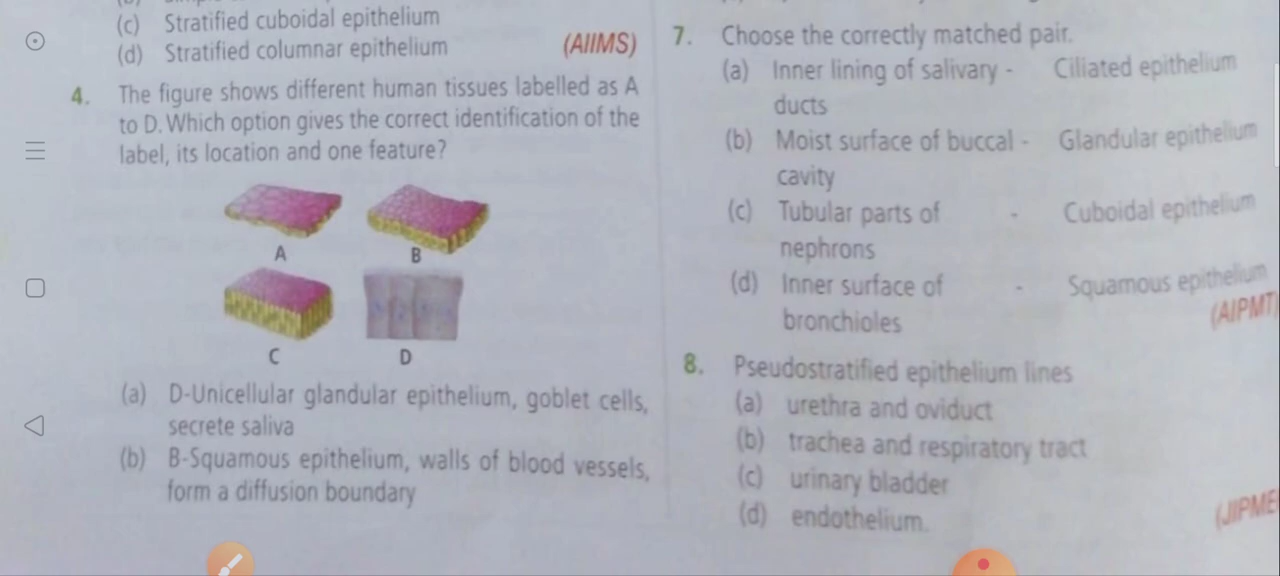 (c) Stratified cuboidal epithelium
(d) Stratified columnar epithelium (AIIMS)
4. The figure shows different human tissues labelled as A
to D. Which option gives the correct identification of the
label, its location and one feature?
A B
C D
(a) D-Unicellular glandular epithelium, goblet cells,
secrete saliva
(b) B-Squamous epithelium, walls of blood vessels,
form a diffusion boundary
7. Choose the correctly matched pair.
(a) Inner lining of salivary - Ciliated epithelium
ducts
(b) Moist surface of buccal - Glandular epithelium
cavity
(c) Tubular parts of - Cuboidal epithelium
nephrons
(d) Inner surface of - Squamous epithelium
bronchioles (AIPMT)
8. Pseudostratified epithelium lines
(a) urethra and oviduct
(b) trachea and respiratory tract
(c) urinary bladder
(d) endothelium. (JIPME